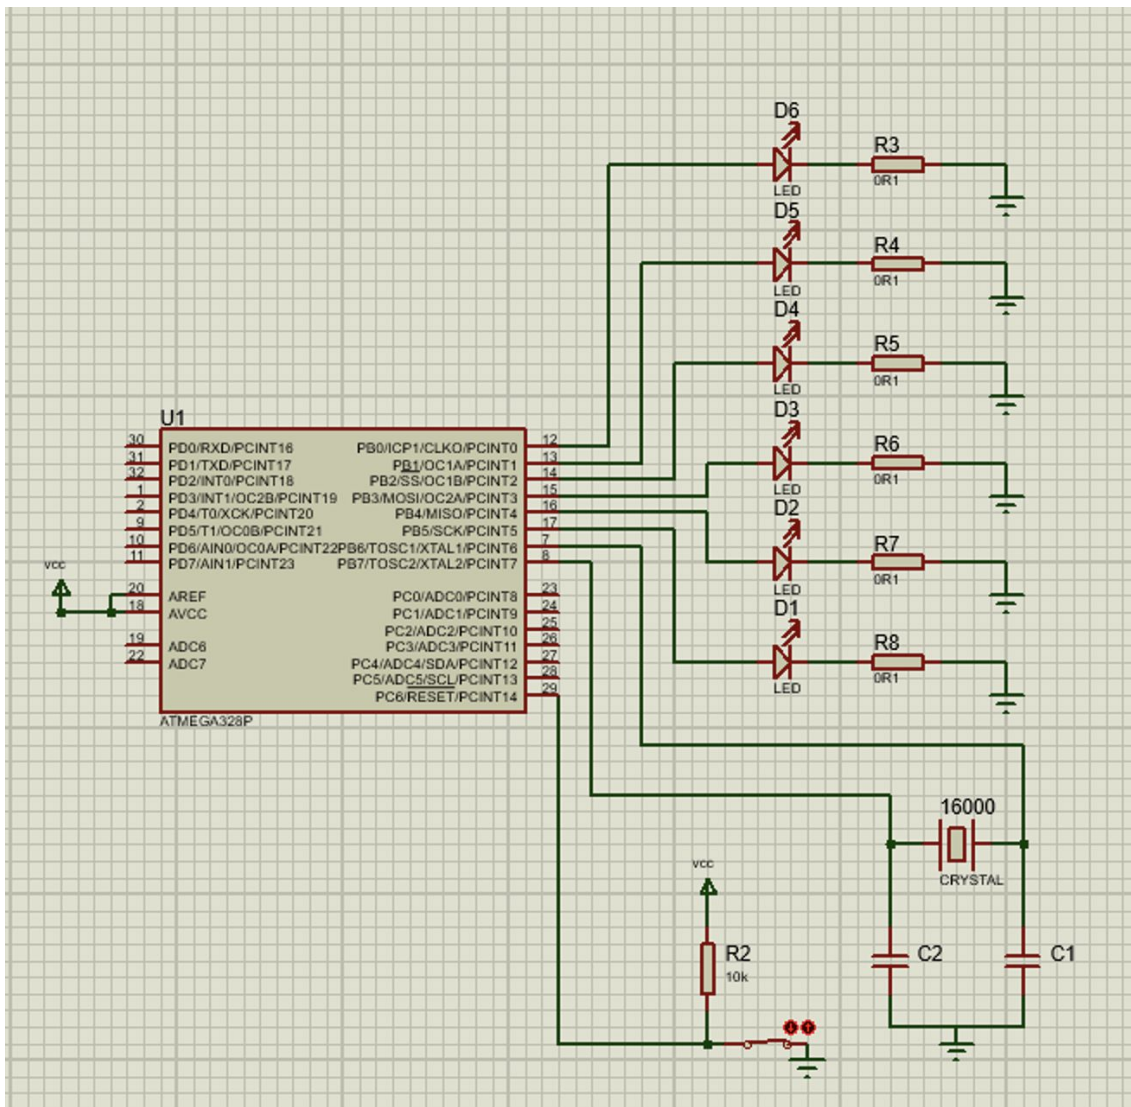 D6
LED
R3
0R1
D5
LED
R4
0R1
D4
LED
R5
0R1
D3
LED
R6
0R1
D2
LED
R7
0R1
D1
LED
R8
0R1
U1
30 PD0/RXD/PCINT16 PB0/ICP1/CLKO/PCINT0 12
31 PD1/TXD/PCINT17 PB1/OC1A/PCINT1 13
32 PD2/INT0/PCINT18 PB2/SS/OC1B/PCINT2 14
1 PD3/INT1/OC2B/PCINT19 PB3/MOSI/OC2A/PCINT3 15
2 PD4/T0/XCK/PCINT20 PB4/MISO/PCINT4 16
9 PD5/T1/OC0B/PCINT21 PB5/SCK/PCINT5 17
10 PD6/AIN0/OC0A/PCINT22 PB6/TOSC1/XTAL1/PCINT6 7
11 PD7/AIN1/PCINT23 PB7/TOSC2/XTAL2/PCINT7 8
vcc
20 AREF PC0/ADC0/PCINT8 23
18 AVCC PC1/ADC1/PCINT9 24
PC2/ADC2/PCINT10 25
19 ADC6 PC3/ADC3/PCINT11 26
22 ADC7 PC4/ADC4/SDA/PCINT12 27
PC5/ADC5/SCL/PCINT13 28
PC6/RESET/PCINT14 29
ATMEGA328P
16000
CRYSTAL
vcc
R2
10k
C2
C1